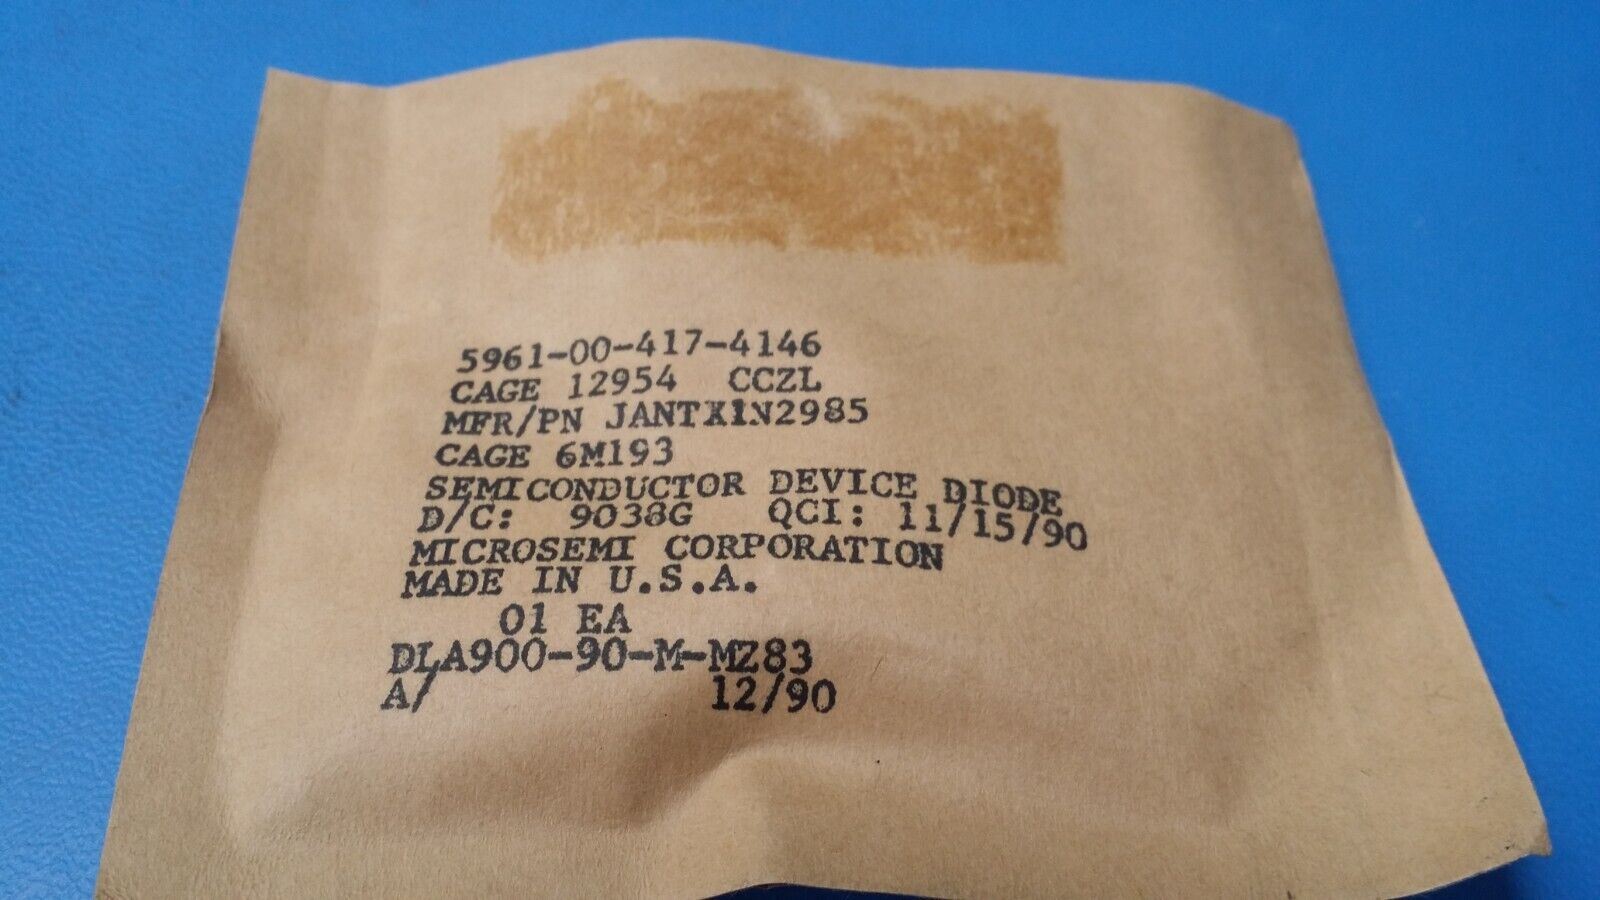 5961-00-417-4146
CAGE 12954 CCZL
MFR/PN JANTX1N2985
CAGE 6M193
SEMICONDUCTOR DEVICE DIODE
D/C: 9038G QCI: 11/15/90
MICROSEMI CORPORATION
MADE IN U.S.A.
01 EA
DLA900-90-M-MZ83
A/ 12/90